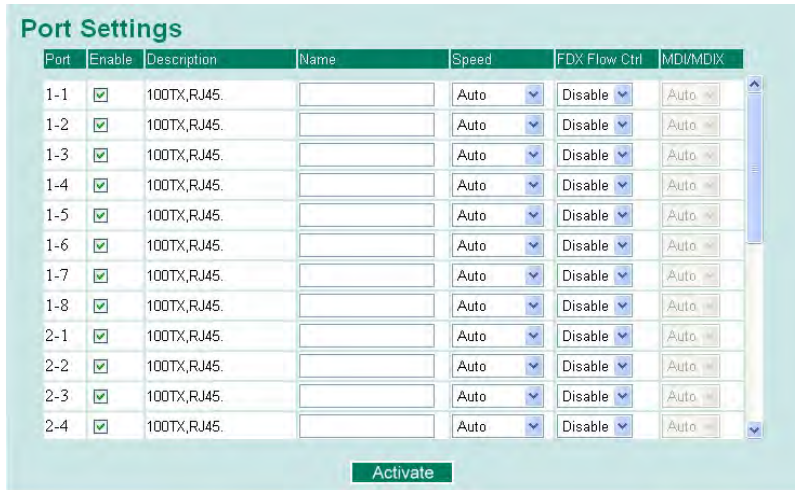 Port Settings
Port Enable Description Name Speed FDX Flow Ctrl MDI/MDIX
1-1 100TX,RJ45. Auto Disable Auto
1-2 100TX,RJ45. Auto Disable Auto
1-3 100TX,RJ45. Auto Disable Auto
1-4 100TX,RJ45. Auto Disable Auto
1-5 100TX,RJ45. Auto Disable Auto
1-6 100TX,RJ45. Auto Disable Auto
1-7 100TX,RJ45. Auto Disable Auto
1-8 100TX,RJ45. Auto Disable Auto
2-1 100TX,RJ45. Auto Disable Auto
2-2 100TX,RJ45. Auto Disable Auto
2-3 100TX,RJ45. Auto Disable Auto
2-4 100TX,RJ45. Auto Disable Auto
Activate